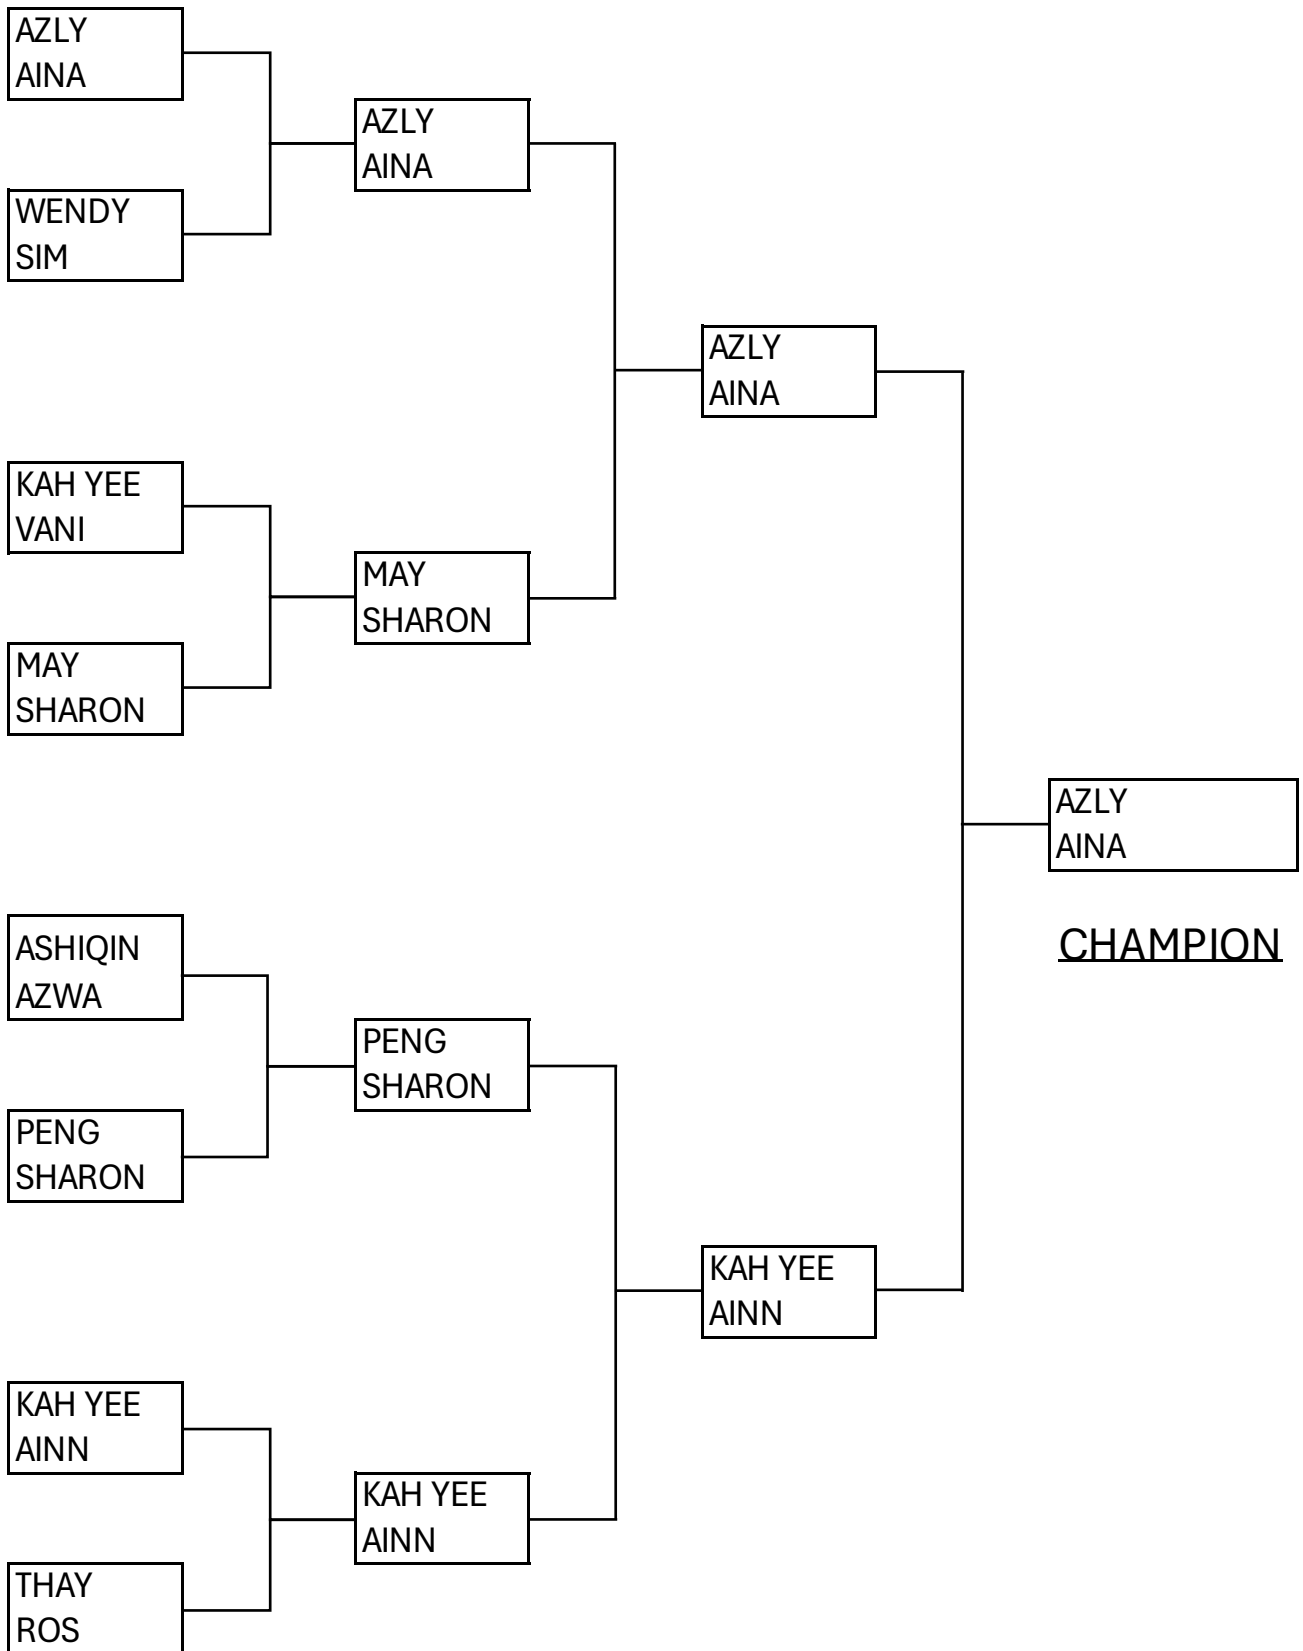 AZLY
AINA
WENDY
SIM
AZLY
AINA
KAH YEE
VANI
MAY
SHARON
MAY
SHARON
AZLY
AINA
ASHIQIN
AZWA
PENG
SHARON
PENG
SHARON
KAH YEE
AINN
THAY
ROS
KAH YEE
AINN
KAH YEE
AINN
AZLY
AINA
CHAMPION